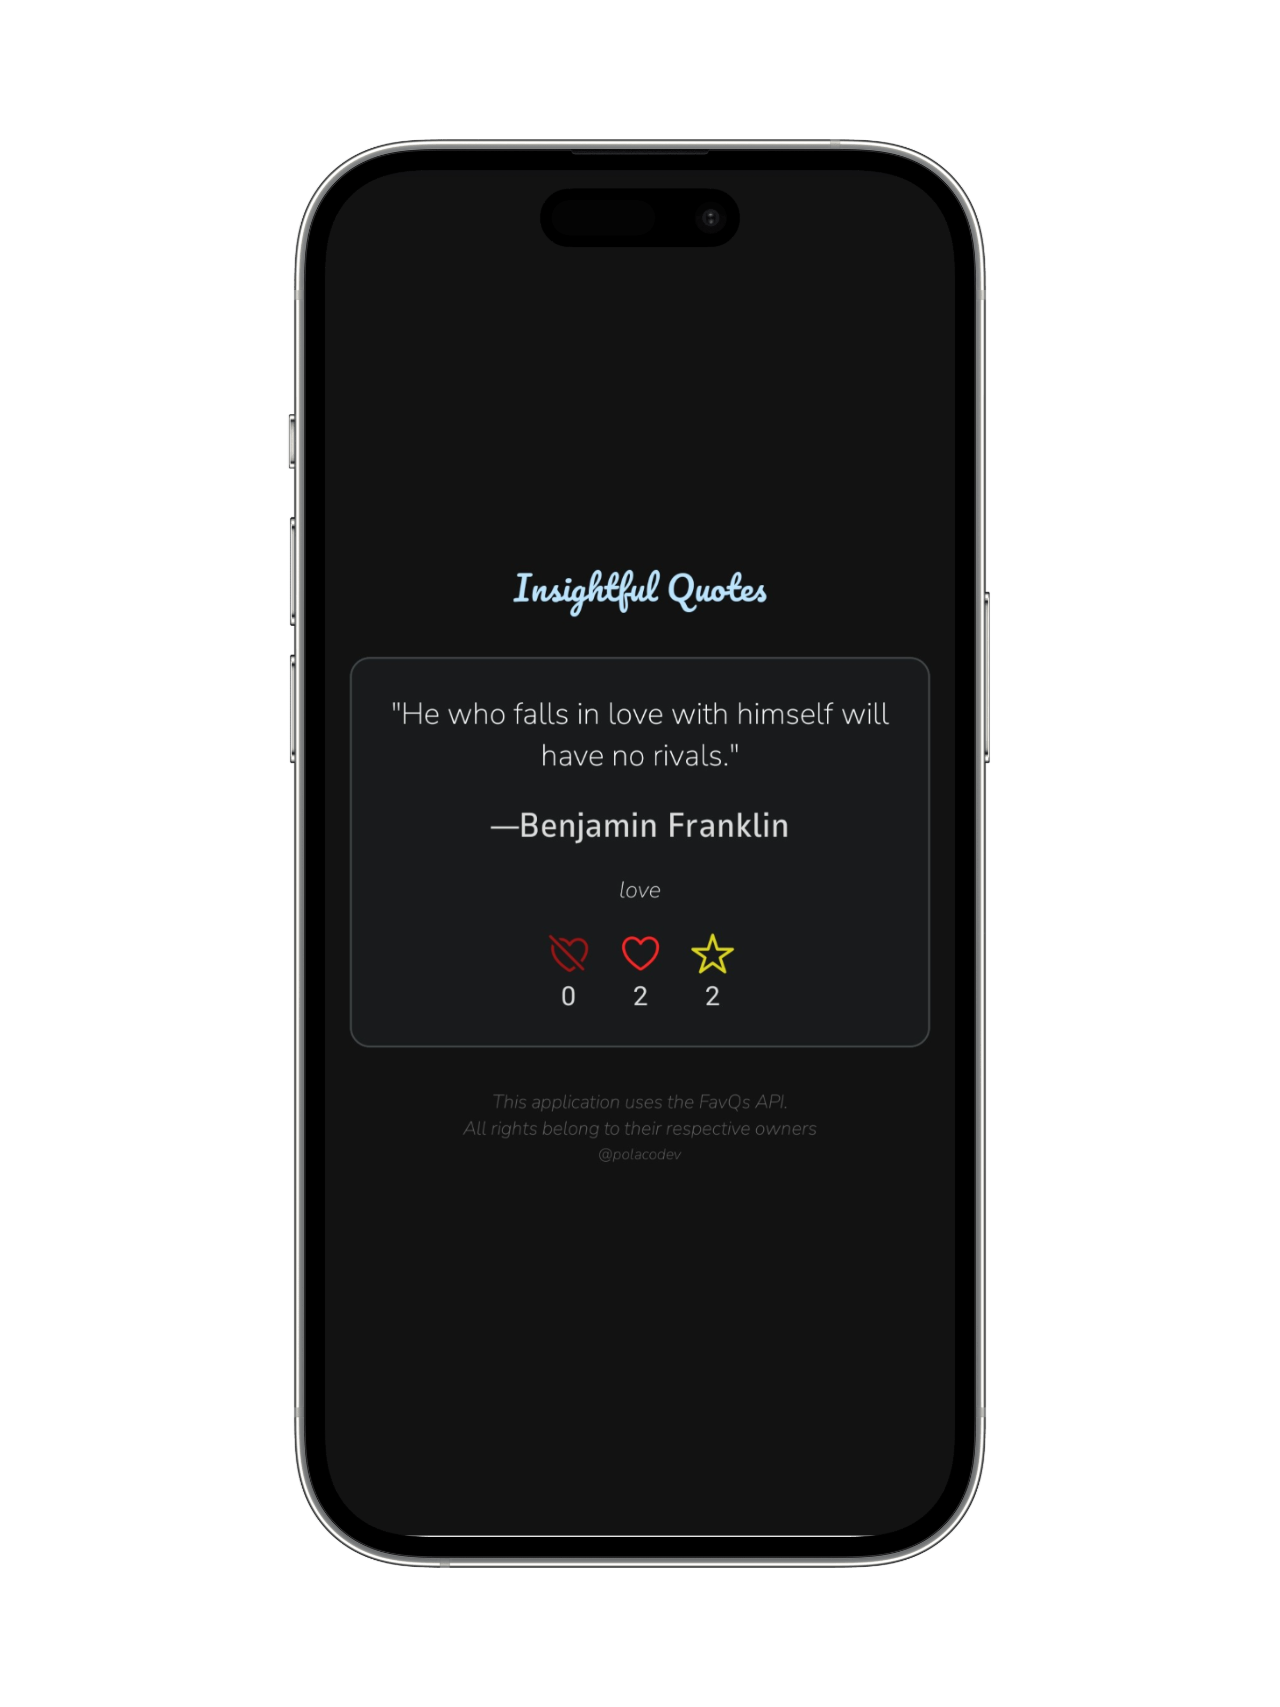 Insightful Quotes
"He who falls in love with himself will
have no rivals."
—Benjamin Franklin
love
0 2 2
This application uses the FavQs API.
All rights belong to their respective owners
@polacodev